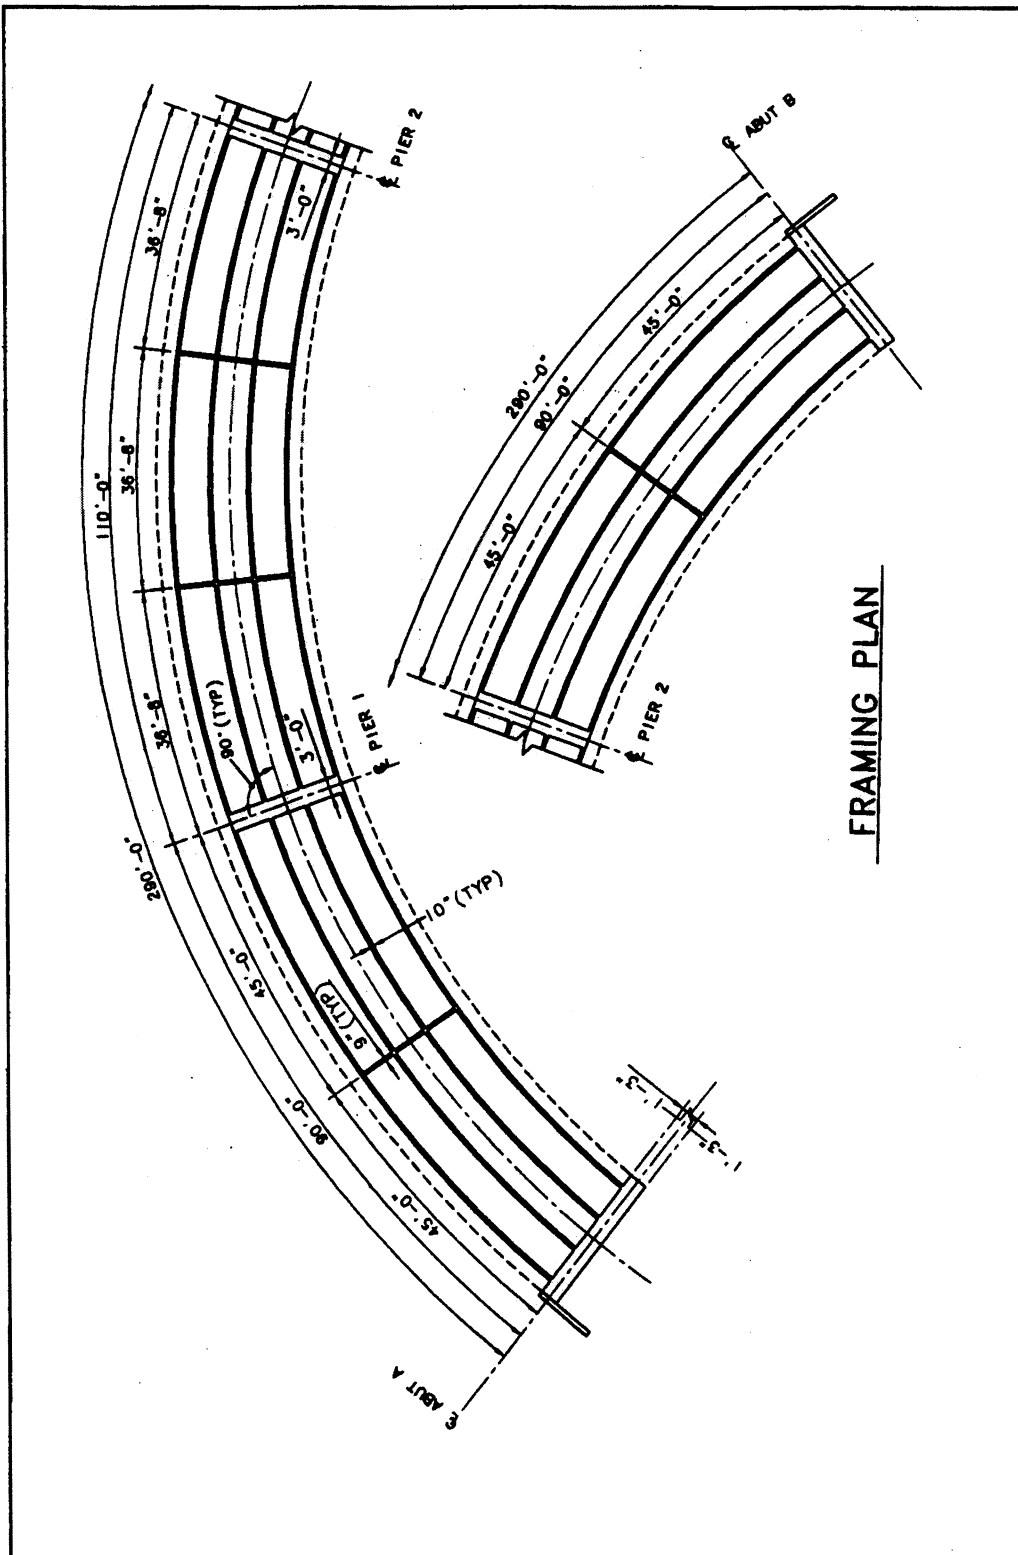 ℄ PIER 2
36'-8"
3'-0"
36'-8"
110'-0"
36'-8"
90° (TYP)
3'-0"
℄ PIER 1
290'-0"
10" (TYP)
45'-0"
9" (TYP)
90'-0"
45'-0"
1'-3"
1'-3"
℄ ABUT A
℄ ABUT B
45'-0"
290'-0"
90'-0"
45'-0"
℄ PIER 2
FRAMING PLAN